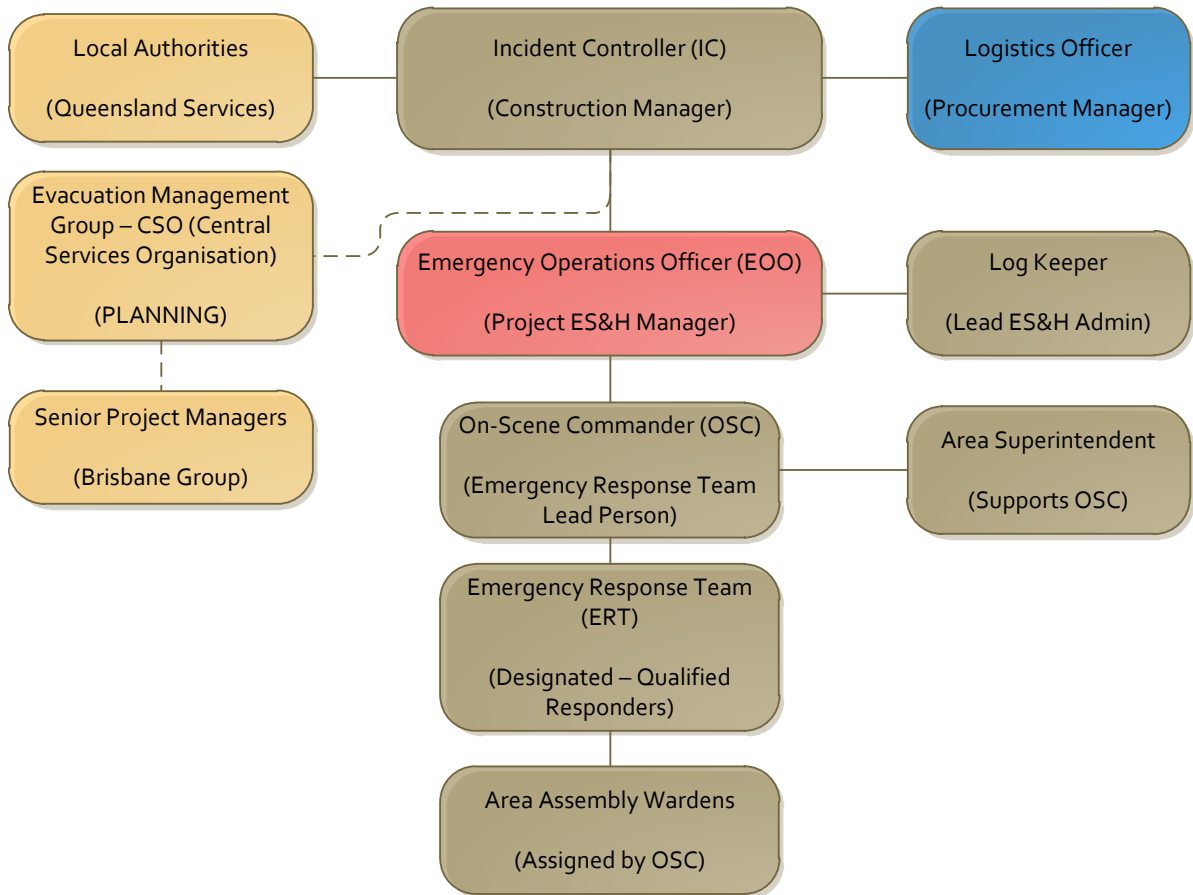 Local Authorities
(Queensland Services)
Incident Controller (IC)
(Construction Manager)
Logistics Officer
(Procurement Manager)
Evacuation Management
Group – CSO (Central
Services Organisation)
(PLANNING)
Emergency Operations Officer (EOO)
(Project ES&H Manager)
Log Keeper
(Lead ES&H Admin)
Senior Project Managers
(Brisbane Group)
On-Scene Commander (OSC)
(Emergency Response Team
Lead Person)
Area Superintendent
(Supports OSC)
Emergency Response Team
(ERT)
(Designated – Qualified
Responders)
Area Assembly Wardens
(Assigned by OSC)